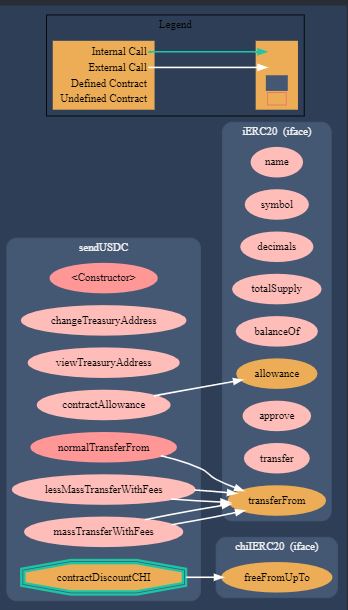 Legend
Internal Call
External Call
Defined Contract
Undefined Contract
iERC20 (iface)
name
symbol
decimals
totalSupply
balanceOf
allowance
approve
transfer
transferFrom
sendUSDC
<Constructor>
changeTreasuryAddress
viewTreasuryAddress
contractAllowance
normalTransferFrom
lessMassTransferWithFees
massTransferWithFees
contractDiscountCHI
chiIERC20 (iface)
freeFromUpTo